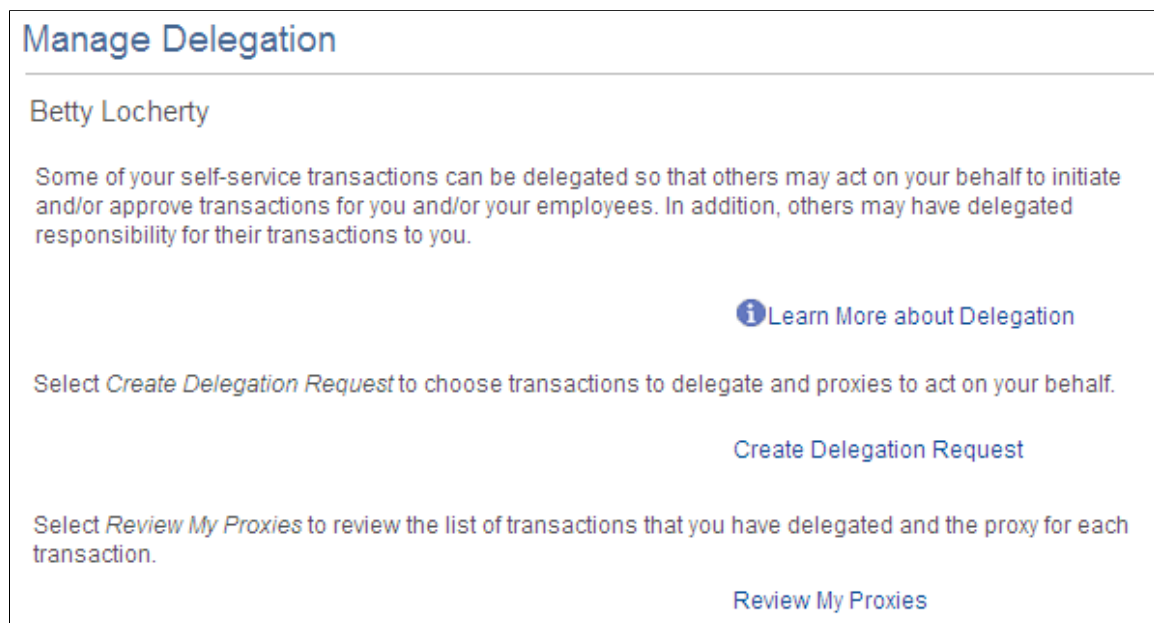 Manage Delegation
Betty Locherty
Some of your self-service transactions can be delegated so that others may act on your behalf to initiate
and/or approve transactions for you and/or your employees. In addition, others may have delegated
responsibility for their transactions to you.
Learn More about Delegation
Select Create Delegation Request to choose transactions to delegate and proxies to act on your behalf.
Create Delegation Request
Select Review My Proxies to review the list of transactions that you have delegated and the proxy for each
transaction.
Review My Proxies